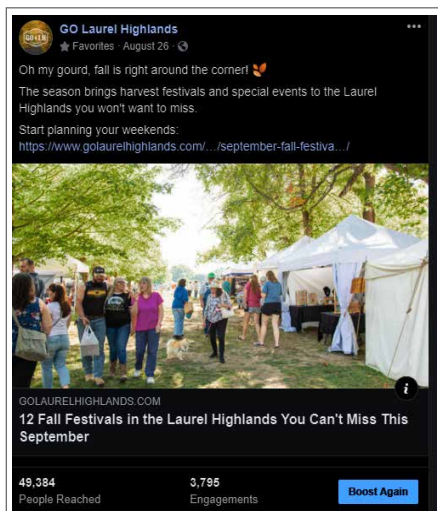 GO Laurel Highlands
Favorites · August 26 ·
Oh my gourd, fall is right around the corner!
The season brings harvest festivals and special events to the Laurel
Highlands you won't want to miss.
Start planning your weekends:
https://www.golaurelhighlands.com/…/september-fall-festiva…/
GOLAURELHIGHLANDS.COM
12 Fall Festivals in the Laurel Highlands You Can't Miss This
September
49,384
People Reached
3,795
Engagements
Boost Again